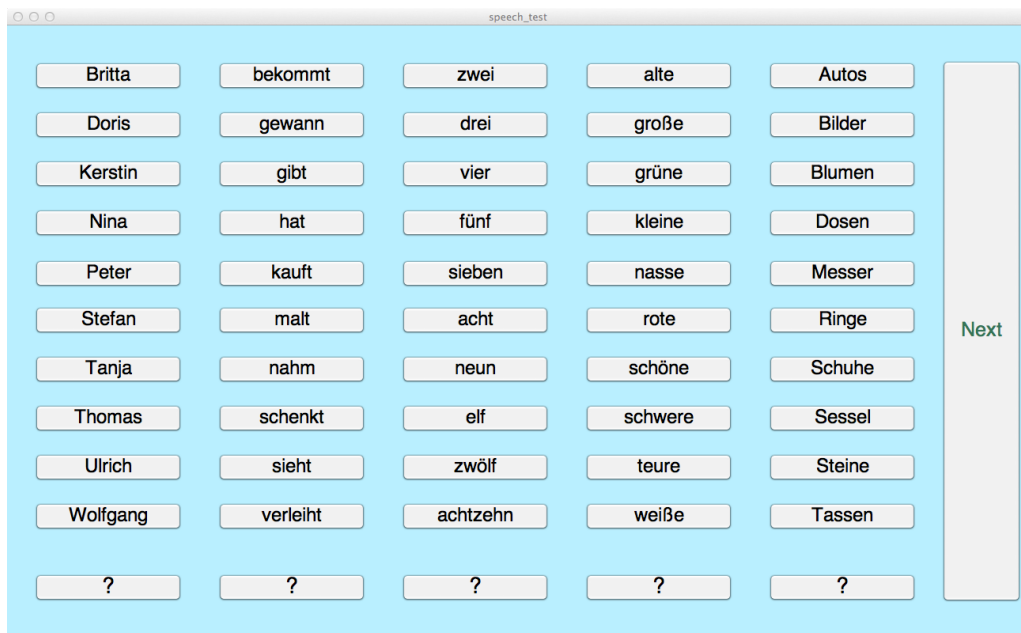 speech_test
Britta bekommt zwei alte Autos
Doris gewann drei große Bilder
Kerstin gibt vier grüne Blumen
Nina hat fünf kleine Dosen
Peter kauft sieben nasse Messer
Stefan malt acht rote Ringe
Next
Tanja nahm neun schöne Schuhe
Thomas schenkt elf schwere Sessel
Ulrich sieht zwölf teure Steine
Wolfgang verleiht achtzehn weiße Tassen
? ? ? ? ?